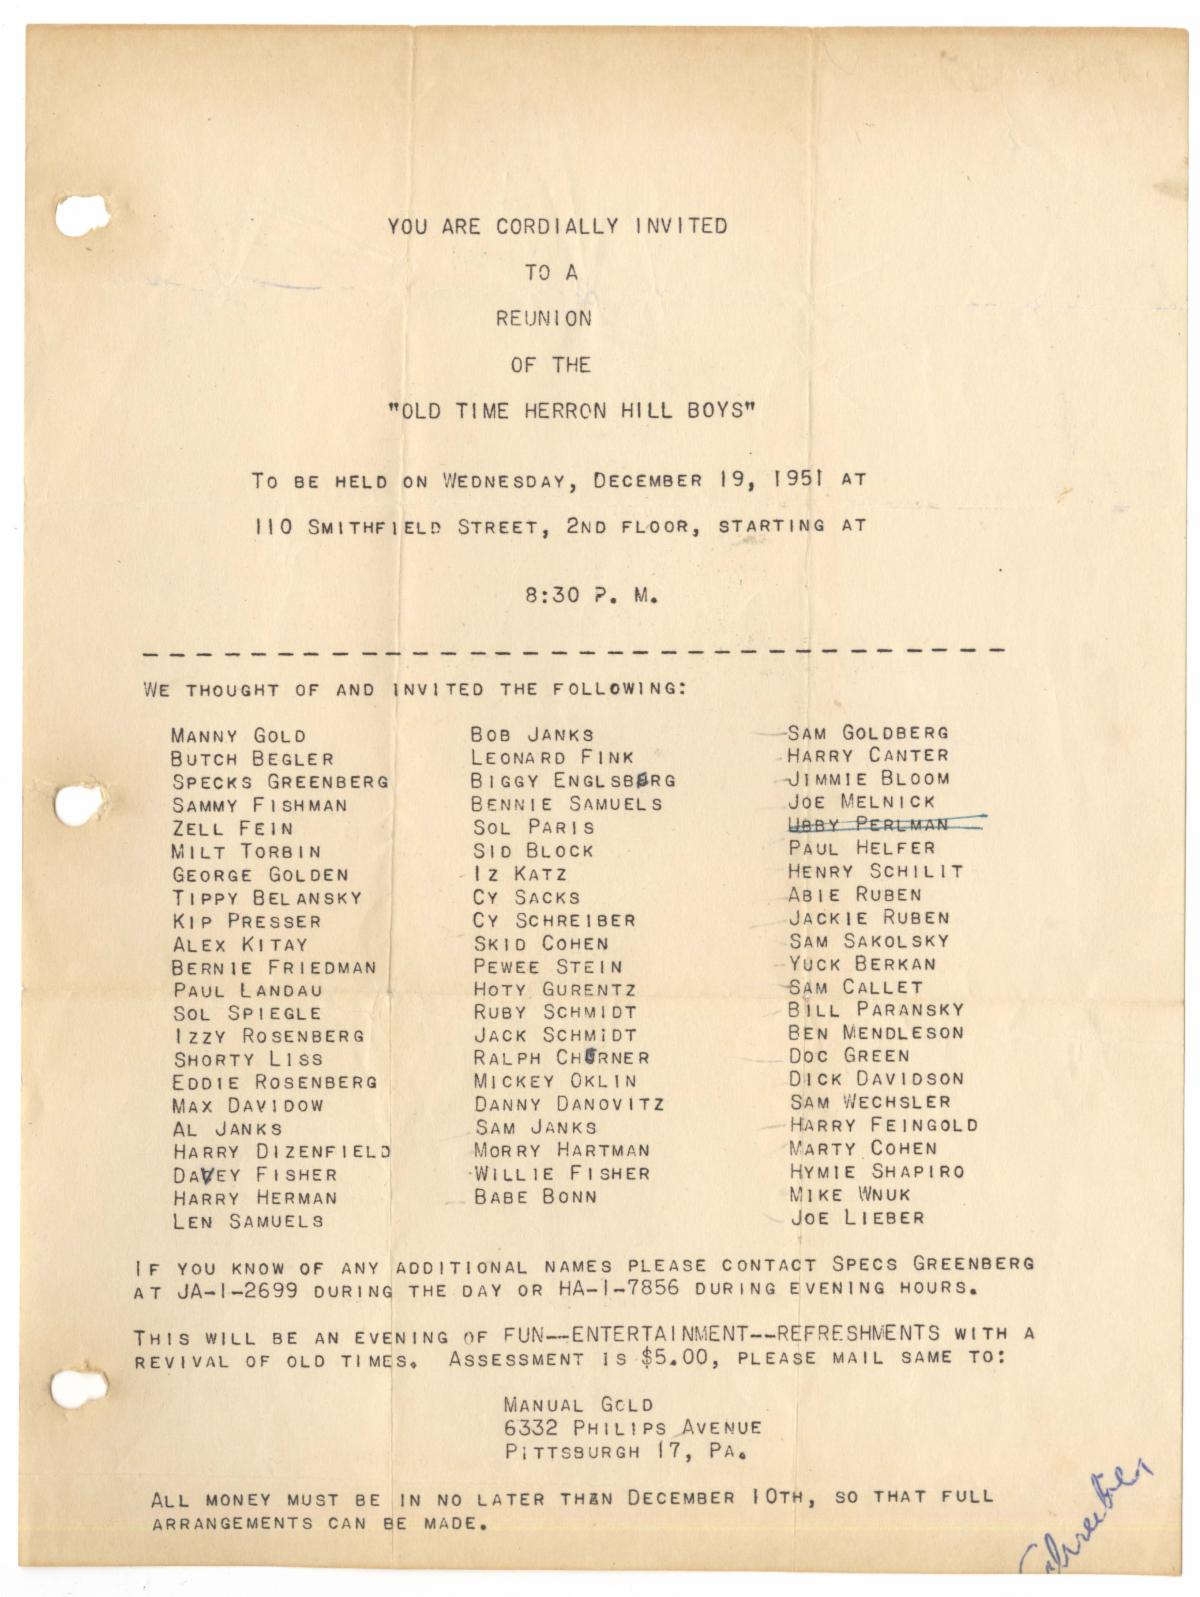 YOU ARE CORDIALLY INVITED
TO A
REUNION
OF THE
"OLD TIME HERRON HILL BOYS"
TO BE HELD ON WEDNESDAY, DECEMBER 19, 1951 AT
110 SMITHFIELD STREET, 2ND FLOOR, STARTING AT
8:30 P. M.
WE THOUGHT OF AND INVITED THE FOLLOWING:
MANNY GOLD
BUTCH BEGLER
SPECKS GREENBERG
SAMMY FISHMAN
ZELL FEIN
MILT TORBIN
GEORGE GOLDEN
TIPPY BELANSKY
KIP PRESSER
ALEX KITAY
BERNIE FRIEDMAN
PAUL LANDAU
SOL SPIEGLE
IZZY ROSENBERG
SHORTY LISS
EDDIE ROSENBERG
MAX DAVIDOW
AL JANKS
HARRY DIZENFIELD
DAVEY FISHER
HARRY HERMAN
LEN SAMUELS
BOB JANKS
LEONARD FINK
BIGGY ENGLSBERG
BENNIE SAMUELS
SOL PARIS
SID BLOCK
IZ KATZ
CY SACKS
CY SCHREIBER
SKID COHEN
PEWEE STEIN
HOTY GURENTZ
RUBY SCHMIDT
JACK SCHMIDT
RALPH CHORNER
MICKEY OKLIN
DANNY DANOVITZ
SAM JANKS
MORRY HARTMAN
WILLIE FISHER
BABE BONN
SAM GOLDBERG
HARRY CANTER
JIMMIE BLOOM
JOE MELNICK
UBBY PERLMAN
PAUL HELFER
HENRY SCHILIT
ABIE RUBEN
JACKIE RUBEN
SAM SAKOLSKY
YUCK BERKAN
SAM CALLET
BILL PARANSKY
BEN MENDLESON
DOC GREEN
DICK DAVIDSON
SAM WECHSLER
HARRY FEINGOLD
MARTY COHEN
HYMIE SHAPIRO
MIKE WNUK
JOE LIEBER
IF YOU KNOW OF ANY ADDITIONAL NAMES PLEASE CONTACT SPECS GREENBERG
AT JA-1-2699 DURING THE DAY OR HA-1-7856 DURING EVENING HOURS.
THIS WILL BE AN EVENING OF FUN--ENTERTAINMENT--REFRESHMENTS WITH A
REVIVAL OF OLD TIMES. ASSESSMENT IS $5.00, PLEASE MAIL SAME TO:
MANUAL GOLD
6332 PHILIPS AVENUE
PITTSBURGH 17, PA.
ALL MONEY MUST BE IN NO LATER THAN DECEMBER 10TH, SO THAT FULL
ARRANGEMENTS CAN BE MADE.